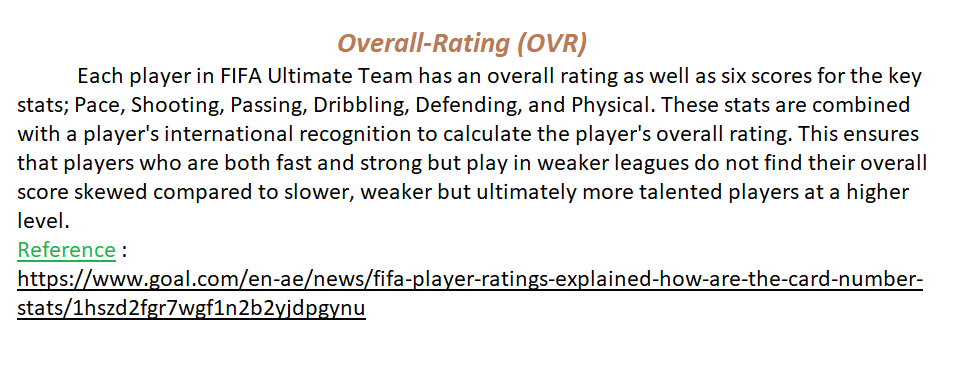 Overall-Rating (OVR)
Each player in FIFA Ultimate Team has an overall rating as well as six scores for the key
stats; Pace, Shooting, Passing, Dribbling, Defending, and Physical. These stats are combined
with a player's international recognition to calculate the player's overall rating. This ensures
that players who are both fast and strong but play in weaker leagues do not find their overall
score skewed compared to slower, weaker but ultimately more talented players at a higher
level.
Reference :
https://www.goal.com/en-ae/news/fifa-player-ratings-explained-how-are-the-card-number-
stats/1hszd2fgr7wgf1n2b2yjdpgynu